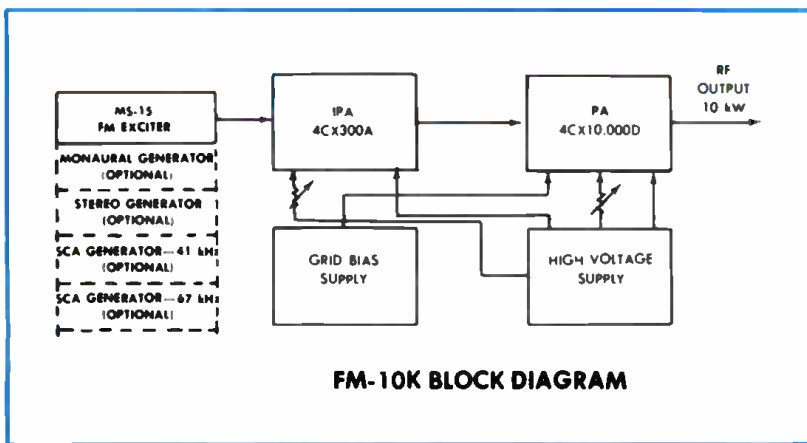 MS-15
FM EXCITER
MONAURAL GENERATOR
(OPTIONAL)
STEREO GENERATOR
(OPTIONAL)
SCA GENERATOR—41 kHz
(OPTIONAL)
SCA GENERATOR—67 kHz
(OPTIONAL)
IPA
4CX300A
PA
4CX10,000D
RF
OUTPUT
10 kW
GRID BIAS
SUPPLY
HIGH VOLTAGE
SUPPLY
FM-10K BLOCK DIAGRAM